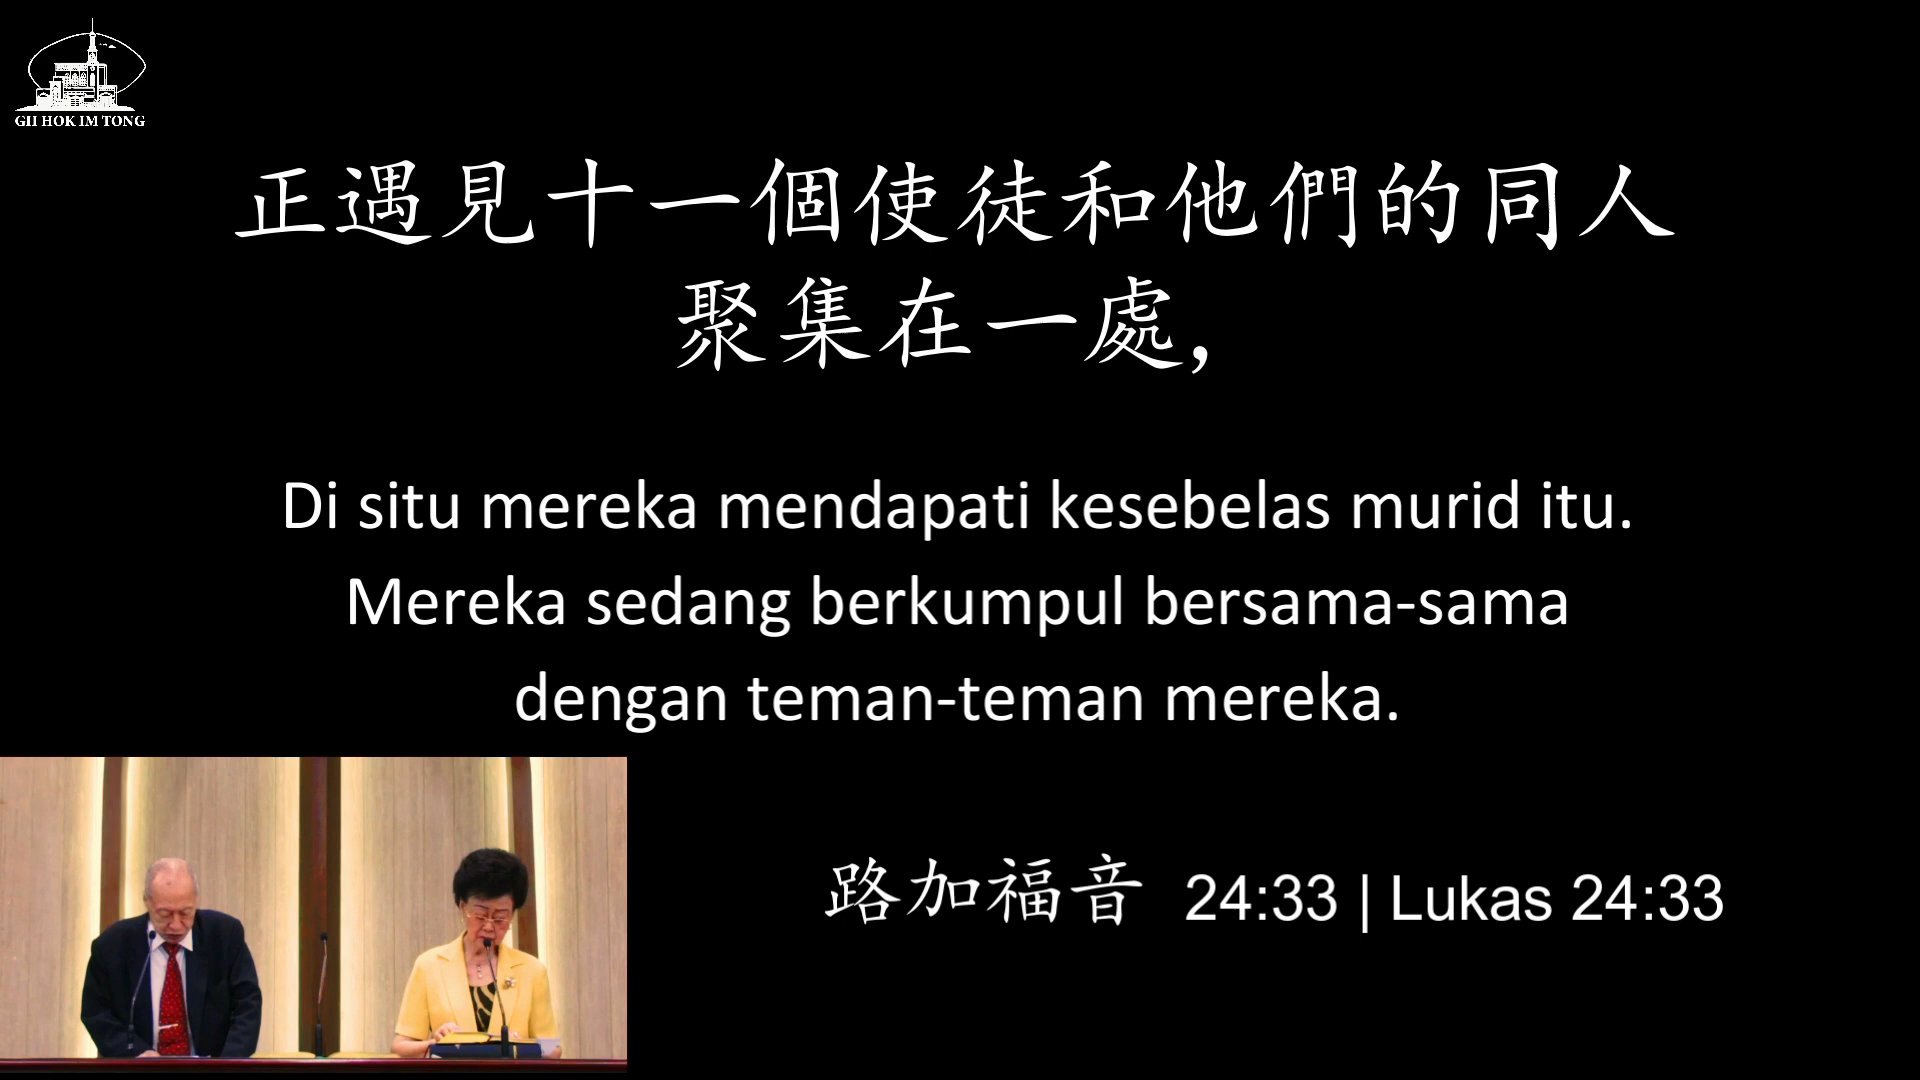 GII HOK IM TONG
正遇見十一個使徒和他們的同人
聚集在一處,
Di situ mereka mendapati kesebelas murid itu.
Mereka sedang berkumpul bersama-sama
dengan teman-teman mereka.
路加福音 24:33 | Lukas 24:33